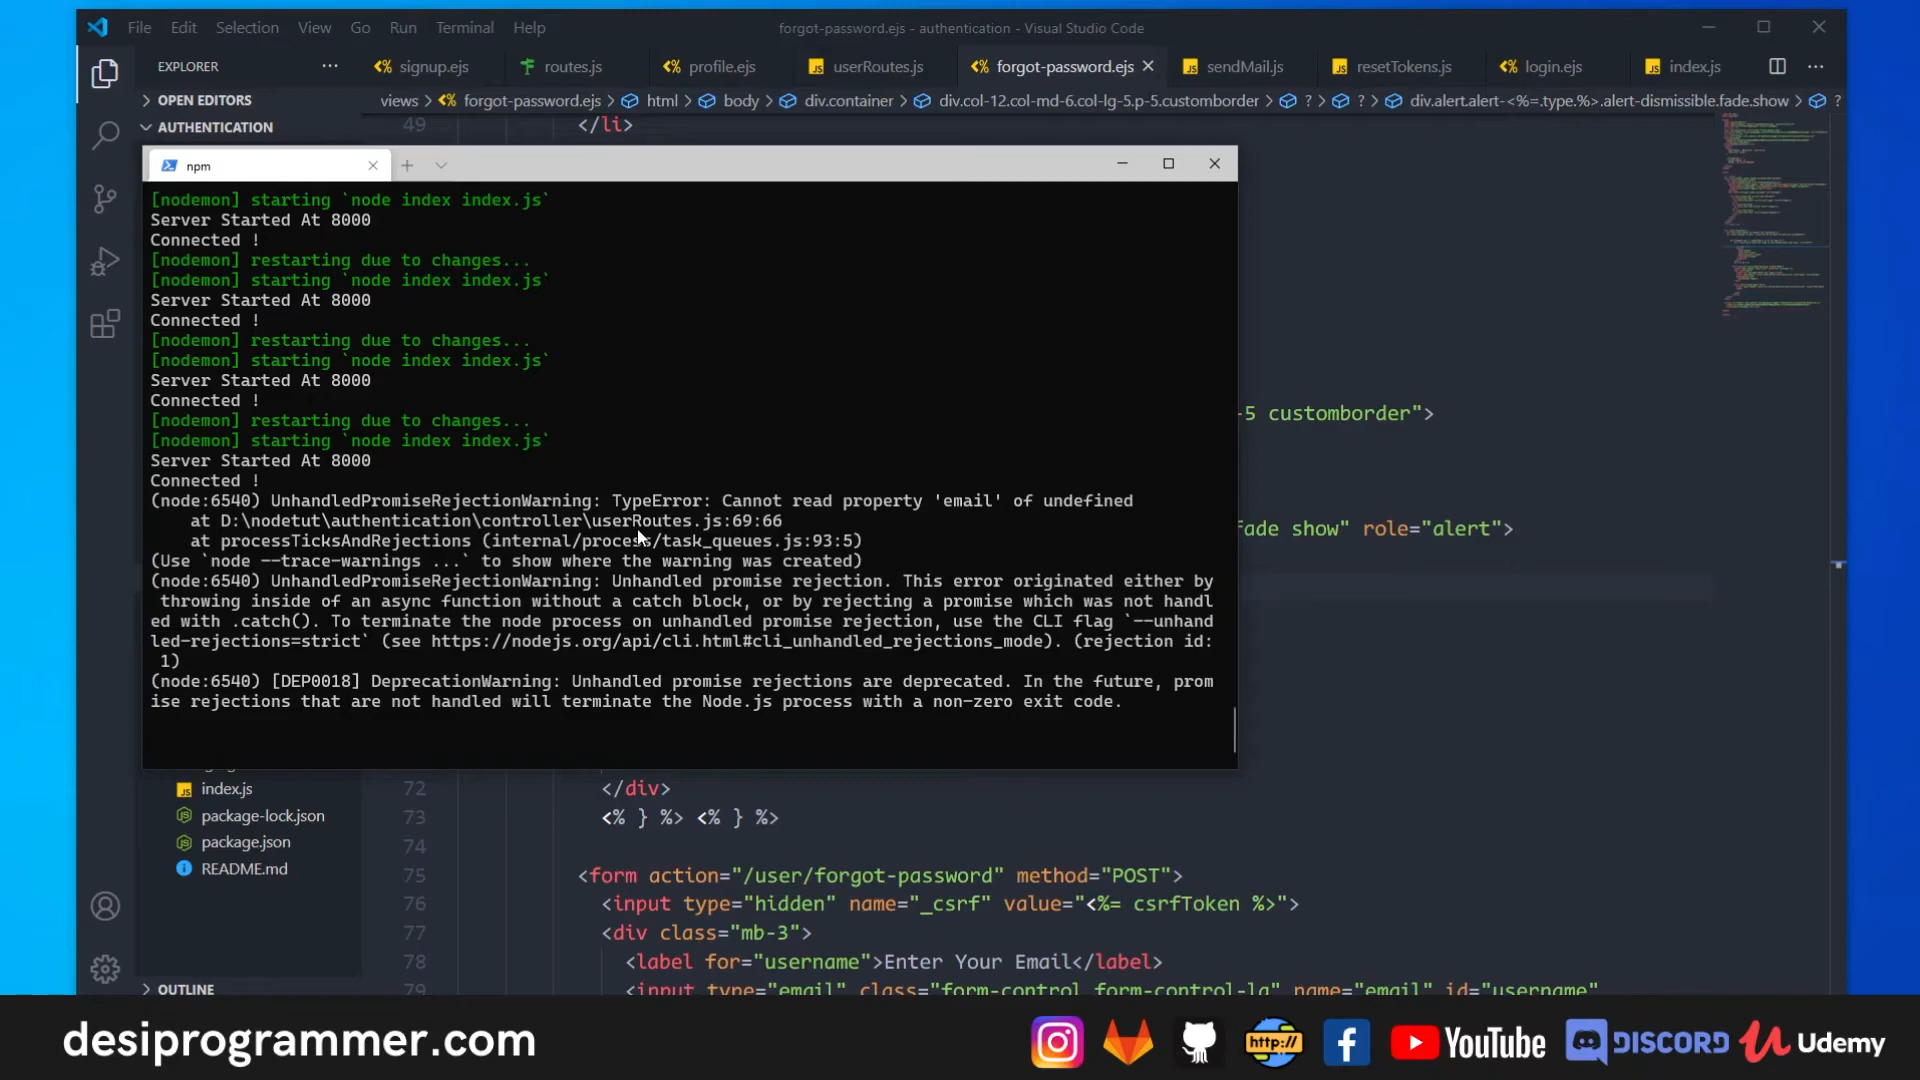 File Edit Selection View Go Run Terminal Help
forgot-password.ejs - authentication - Visual Studio Code
EXPLORER
signup.ejs
routes.js
profile.ejs
userRoutes.js
forgot-password.ejs
sendMail.js
resetTokens.js
login.ejs
index.js
OPEN EDITORS
views > forgot-password.ejs > html > body > div.container > div.col-12.col-md-6.col-lg-5.p-5.customborder > ? > ? > div.alert.alert-<%=.type.%>.alert-dismissible.fade.show > ?
AUTHENTICATION
49 </li>
npm
[nodemon] starting `node index index.js`
Server Started At 8000
Connected !
[nodemon] restarting due to changes...
[nodemon] starting `node index index.js`
Server Started At 8000
Connected !
[nodemon] restarting due to changes...
[nodemon] starting `node index index.js`
Server Started At 8000
Connected !
[nodemon] restarting due to changes...
[nodemon] starting `node index index.js`
Server Started At 8000
Connected !
(node:6540) UnhandledPromiseRejectionWarning: TypeError: Cannot read property 'email' of undefined
at D:\nodetut\authentication\controller\userRoutes.js:69:66
at processTicksAndRejections (internal/process/task_queues.js:93:5)
(Use `node --trace-warnings ...` to show where the warning was created)
(node:6540) UnhandledPromiseRejectionWarning: Unhandled promise rejection. This error originated either by
throwing inside of an async function without a catch block, or by rejecting a promise which was not handl
ed with .catch(). To terminate the node process on unhandled promise rejection, use the CLI flag `--unhand
led-rejections=strict` (see https://nodejs.org/api/cli.html#cli_unhandled_rejections_mode). (rejection id:
1)
(node:6540) [DEP0018] DeprecationWarning: Unhandled promise rejections are deprecated. In the future, prom
ise rejections that are not handled will terminate the Node.js process with a non-zero exit code.
-5 customborder">
fade show" role="alert">
index.js
package-lock.json
package.json
README.md
OUTLINE
72 </div>
73 <% } %> <% } %>
74
75 <form action="/user/forgot-password" method="POST">
76 <input type="hidden" name="_csrf" value="<%= csrfToken %>">
77 <div class="mb-3">
78 <label for="username">Enter Your Email</label>
79 <input type="email" class="form-control form-control-lg" name="email" id="username"
desiprogrammer.com
http://
YouTube
DISCORD
Udemy